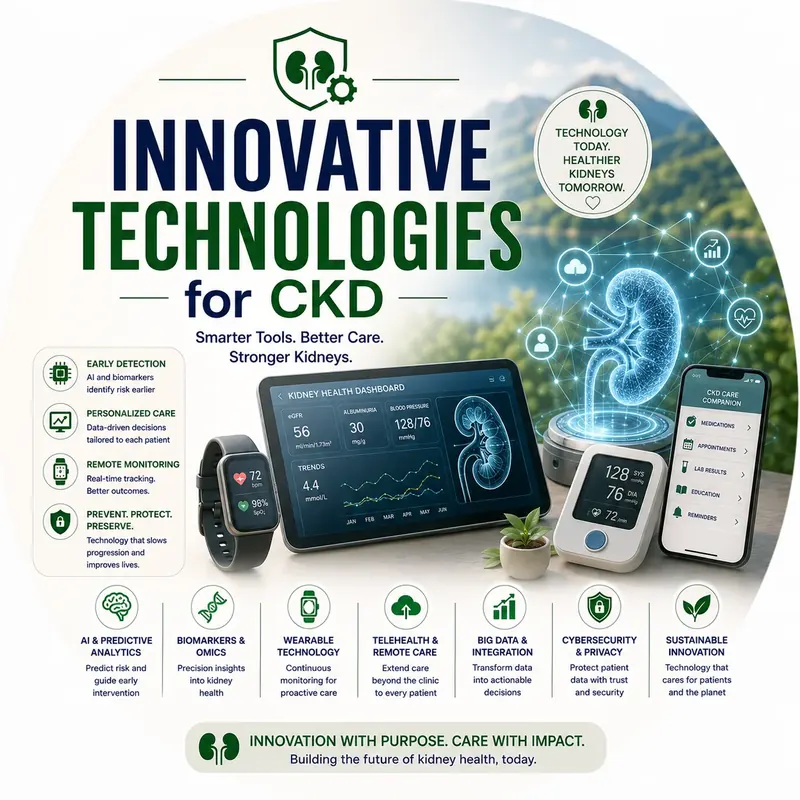 INNOVATIVE
TECHNOLOGIES
for CKD
Smarter Tools. Better Care.
Stronger Kidneys.
TECHNOLOGY
TODAY.
HEALTHIER
KIDNEYS
TOMORROW.
EARLY DETECTION
AI and biomarkers
identify risk earlier
PERSONALIZED CARE
Data-driven decisions
tailored to each patient
REMOTE MONITORING
Real-time tracking.
Better outcomes.
PREVENT. PROTECT.
PRESERVE.
Technology that slows
progression and
improves lives.
72
bpm
98%
SpO₂
KIDNEY HEALTH DASHBOARD
eGFR
56
ml/min/1.73m²
ALBUMINURIA
30
mg/g
BLOOD PRESSURE
128/76
mmHg
TRENDS
4.4
mmol/L
JAN FEB MAR APR MAY JUN
128 SYS
mmHg
76 DIA
mmHg
72 /min
CKD CARE
COMPANION
MEDICATIONS
APPOINTMENTS
LAB RESULTS
EDUCATION
REMINDERS
AI & PREDICTIVE
ANALYTICS
Predict risk and
guide early
intervention
BIOMARKERS &
OMICS
Precision insights
into kidney
health
WEARABLE
TECHNOLOGY
Continuous
monitoring for
proactive care
TELEHEALTH &
REMOTE CARE
Extend care
beyond the clinic
to every patient
BIG DATA &
INTEGRATION
Transform data
into actionable
decisions
CYBERSECURITY
& PRIVACY
Protect patient
data with trust
and security
SUSTAINABLE
INNOVATION
Technology that
cares for patients
and the planet
INNOVATION WITH PURPOSE. CARE WITH IMPACT.
Building the future of kidney health, today.